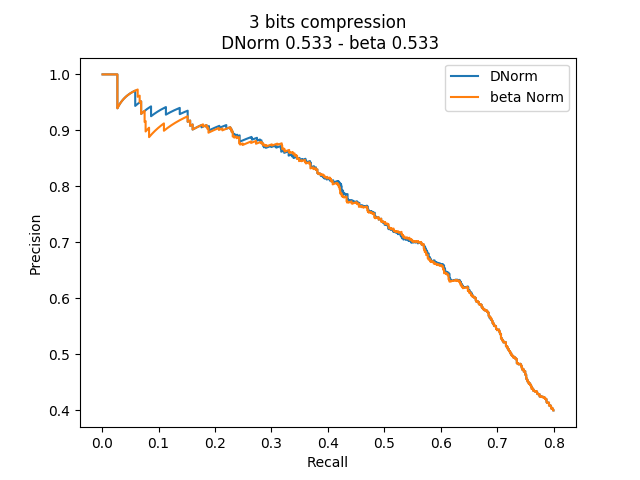 3 bits compression
DNorm 0.533 - beta 0.533
DNorm
beta Norm
1.0
0.9
0.8
0.7
0.6
0.5
0.4
Precision
0.0 0.1 0.2 0.3 0.4 0.5 0.6 0.7 0.8
Recall